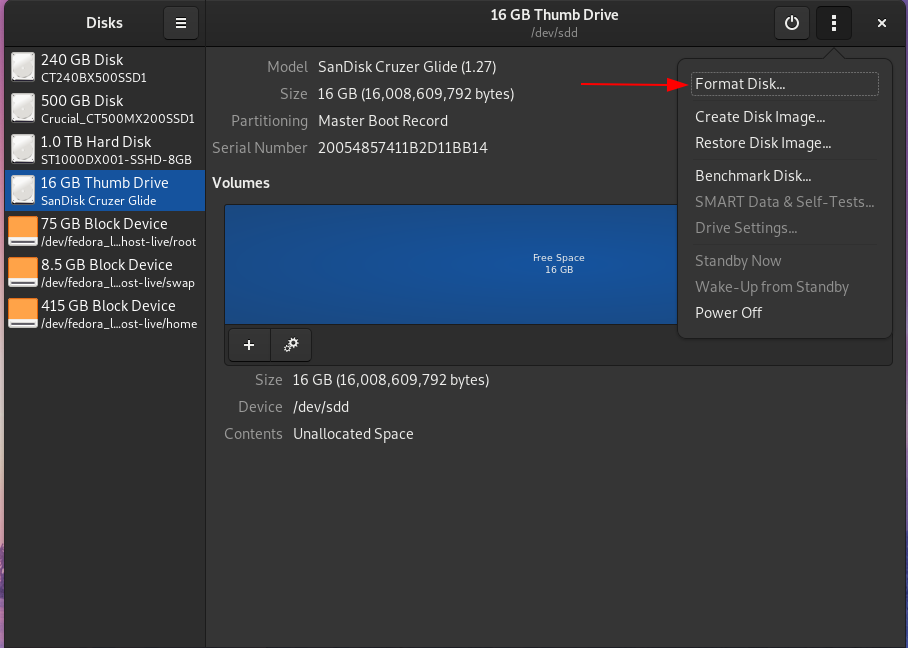 Disks
16 GB Thumb Drive
/dev/sdd
240 GB Disk
CT240BX500SSD1
500 GB Disk
Crucial_CT500MX200SSD1
1.0 TB Hard Disk
ST1000DX001-SSHD-8GB
16 GB Thumb Drive
SanDisk Cruzer Glide
75 GB Block Device
/dev/fedora_l…host-live/root
8.5 GB Block Device
/dev/fedora_l…ost-live/swap
415 GB Block Device
/dev/fedora_l…ost-live/home
Model SanDisk Cruzer Glide (1.27)
Size 16 GB (16,008,609,792 bytes)
Partitioning Master Boot Record
Serial Number 20054857411B2D11BB14
Volumes
Free Space
16 GB
Size 16 GB (16,008,609,792 bytes)
Device /dev/sdd
Contents Unallocated Space
Format Disk…
Create Disk Image…
Restore Disk Image…
Benchmark Disk…
SMART Data & Self-Tests…
Drive Settings…
Standby Now
Wake-Up from Standby
Power Off